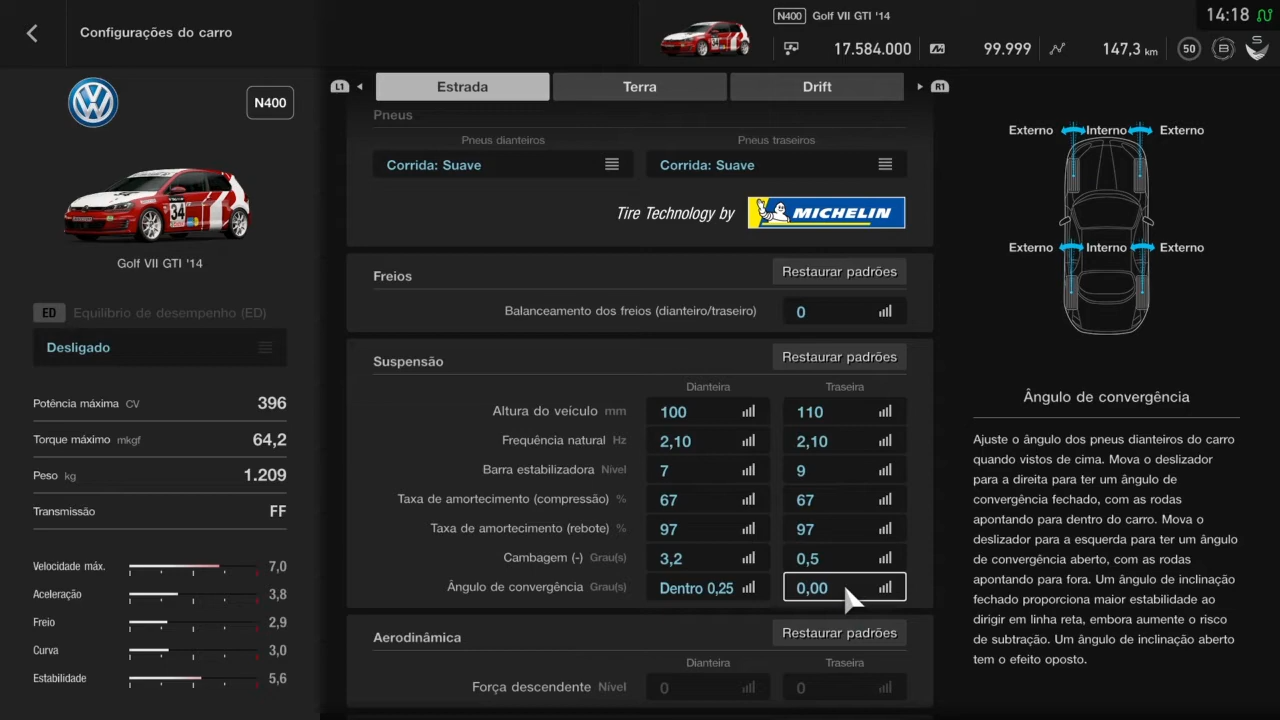 Configurações do carro
N400 Golf VII GTI '14
17.584.000 99.999 147,3 km 50 B S
14:18
N400
Golf VII GTI '14
ED Equilíbrio de desempenho (ED)
Desligado
Potência máxima CV 396
Torque máximo mkgf 64,2
Peso kg 1.209
Transmissão FF
Velocidade máx. 7,0
Aceleração 3,8
Freio 2,9
Curva 3,0
Estabilidade 5,6
L1 Estrada Terra Drift R1
Pneus
Pneus dianteiros Pneus traseiros
Corrida: Suave Corrida: Suave
Tire Technology by MICHELIN
Freios Restaurar padrões
Balanceamento dos freios (dianteiro/traseiro) 0
Suspensão Restaurar padrões
Dianteira Traseira
Altura do veículo mm 100 110
Frequência natural Hz 2,10 2,10
Barra estabilizadora Nível 7 9
Taxa de amortecimento (compressão) % 67 67
Taxa de amortecimento (rebote) % 97 97
Cambagem (-) Grau(s) 3,2 0,5
Ângulo de convergência Grau(s) Dentro 0,25 0,00
Aerodinâmica Restaurar padrões
Dianteira Traseira
Força descendente Nível 0 0
Externo Interno Externo
Externo Interno Externo
Ângulo de convergência
Ajuste o ângulo dos pneus dianteiros do carro
quando vistos de cima. Mova o deslizador
para a direita para ter um ângulo de
convergência fechado, com as rodas
apontando para dentro do carro. Mova o
deslizador para a esquerda para ter um ângulo
de convergência aberto, com as rodas
apontando para fora. Um ângulo de inclinação
fechado proporciona maior estabilidade ao
dirigir em linha reta, embora aumente o risco
de subtração. Um ângulo de inclinação aberto
tem o efeito oposto.
34